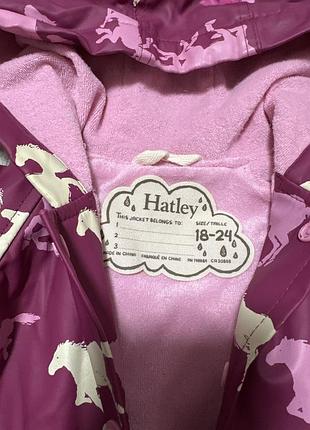 Hatley
THIS JACKET BELONGS TO:
SIZE/TAILLE
1
2
3
18-24
MADE IN CHINA FABRIQUÉ EN CHINE